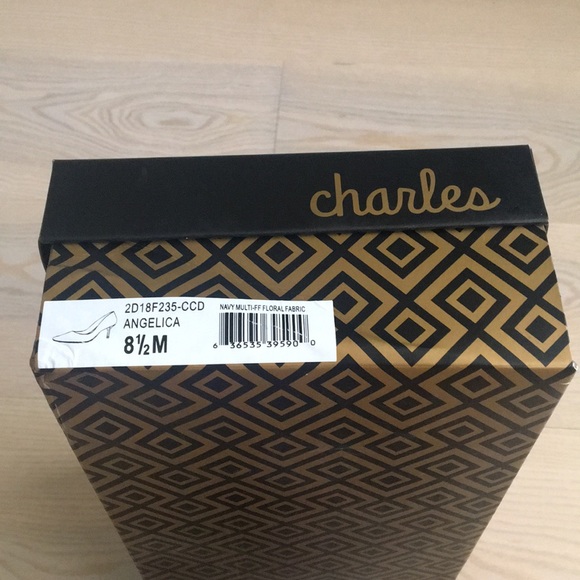 charles
2D18F235-CCD
ANGELICA
8½M
NAVY MULTI-FF FLORAL FABRIC
6 36535 39590 0